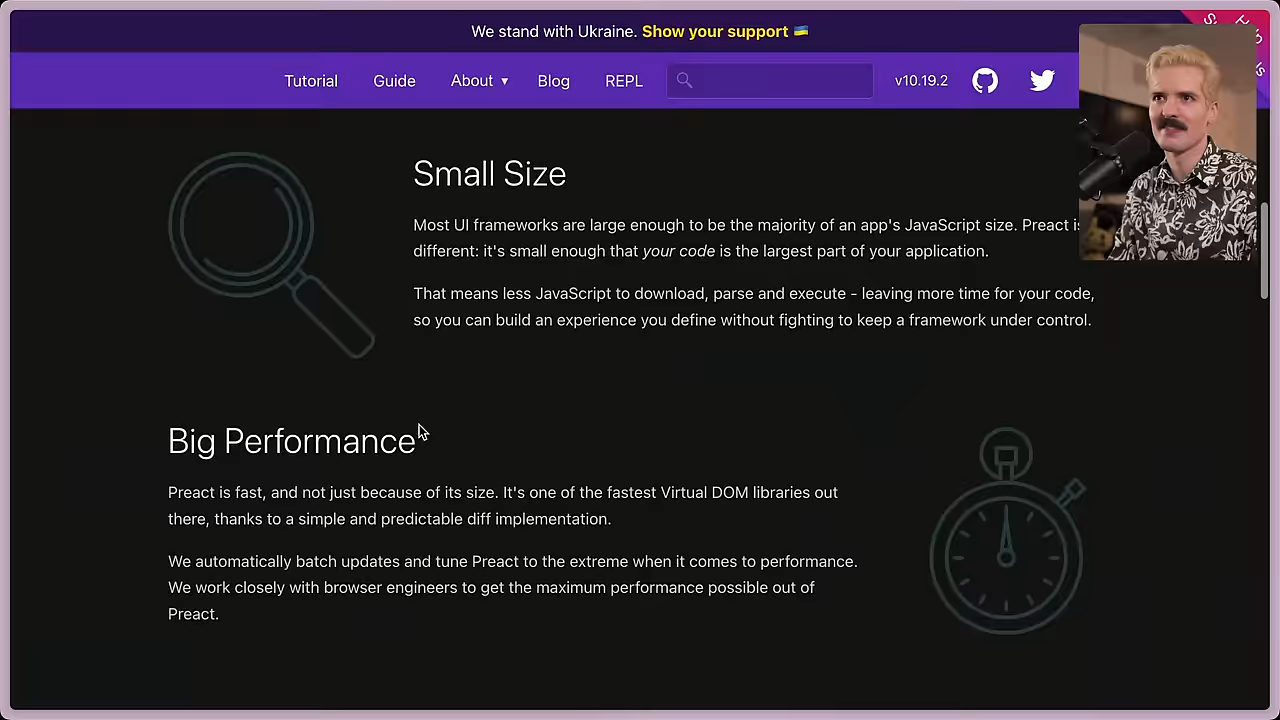 We stand with Ukraine. Show your support 🇺🇦
Tutorial Guide About ▾ Blog REPL v10.19.2
Small Size
Most UI frameworks are large enough to be the majority of an app's JavaScript size. Preact is
different: it's small enough that your code is the largest part of your application.
That means less JavaScript to download, parse and execute - leaving more time for your code,
so you can build an experience you define without fighting to keep a framework under control.
Big Performance
Preact is fast, and not just because of its size. It's one of the fastest Virtual DOM libraries out
there, thanks to a simple and predictable diff implementation.
We automatically batch updates and tune Preact to the extreme when it comes to performance.
We work closely with browser engineers to get the maximum performance possible out of
Preact.